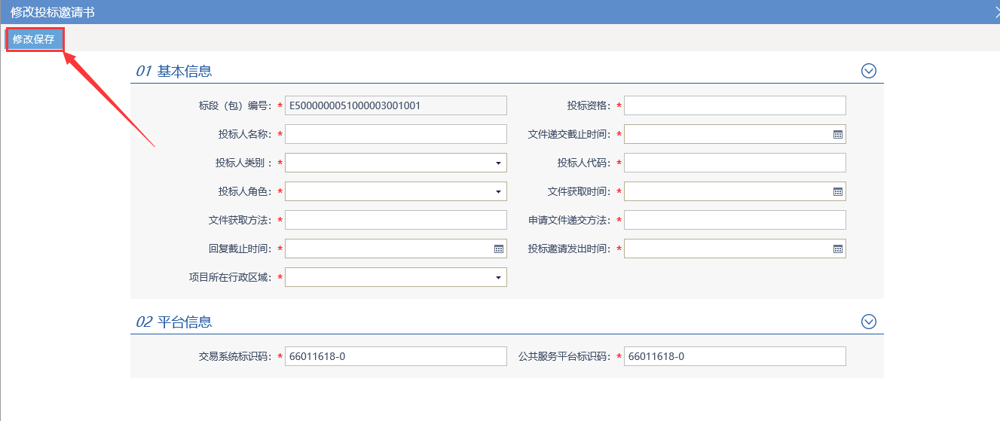 修改投标邀请书
修改保存
01 基本信息
标段（包）编号：* E5000000051000003001001 投标资格：*
投标人名称：* 文件递交截止时间：*
投标人类别 ：* 投标人代码：*
投标人角色：* 文件获取时间：*
文件获取方法：* 申请文件递交方法：*
回复截止时间：* 投标邀请发出时间：*
项目所在行政区域：*
02 平台信息
交易系统标识码：* 66011618-0 公共服务平台标识码：* 66011618-0